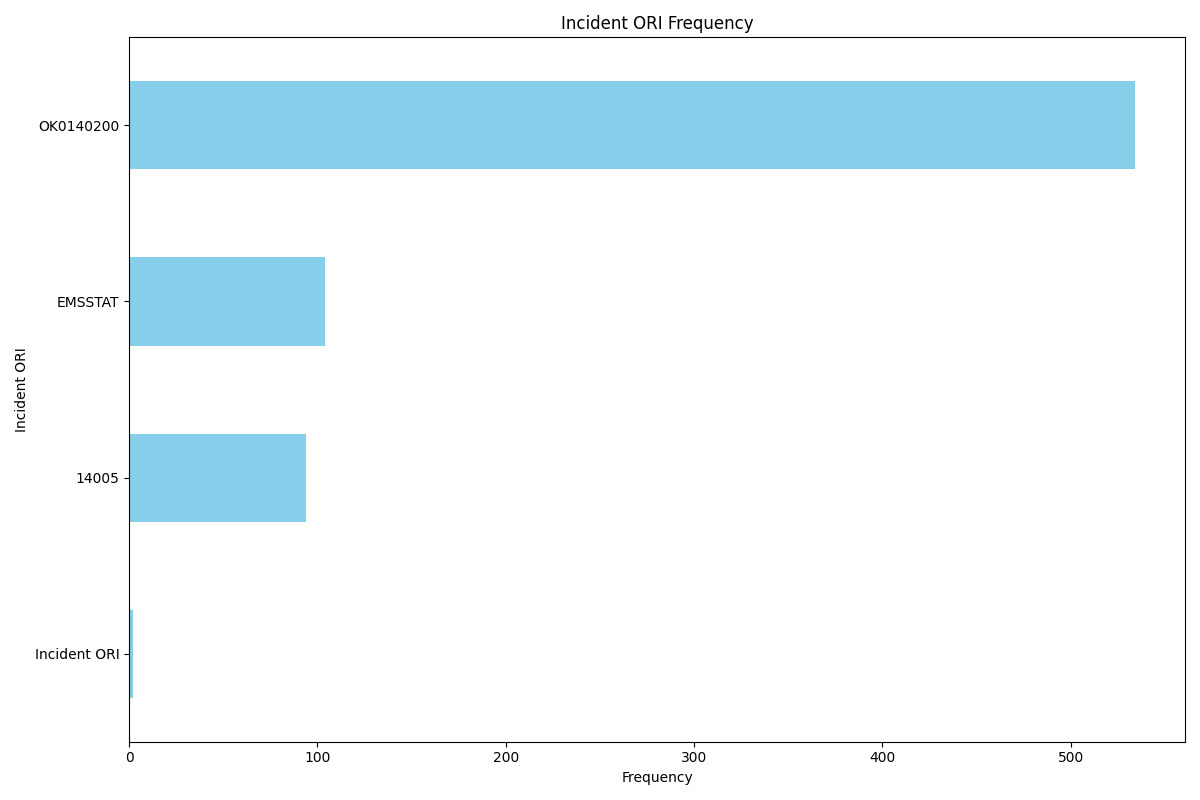 Incident ORI Frequency
OK0140200
EMSSTAT
14005
Incident ORI
Incident ORI
0 100 200 300 400 500
Frequency